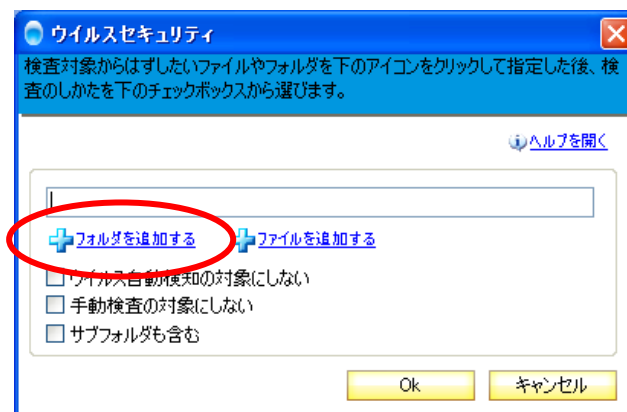 ウイルスセキュリティ
検査対象からはずしたいファイルやフォルダを下のアイコンをクリックして指定した後、検
査のしかたを下のチェックボックスから選びます。
ヘルプを開く
フォルダを追加する ファイルを追加する
ウイルス自動検知の対象にしない
手動検査の対象にしない
サブフォルダも含む
Ok キャンセル